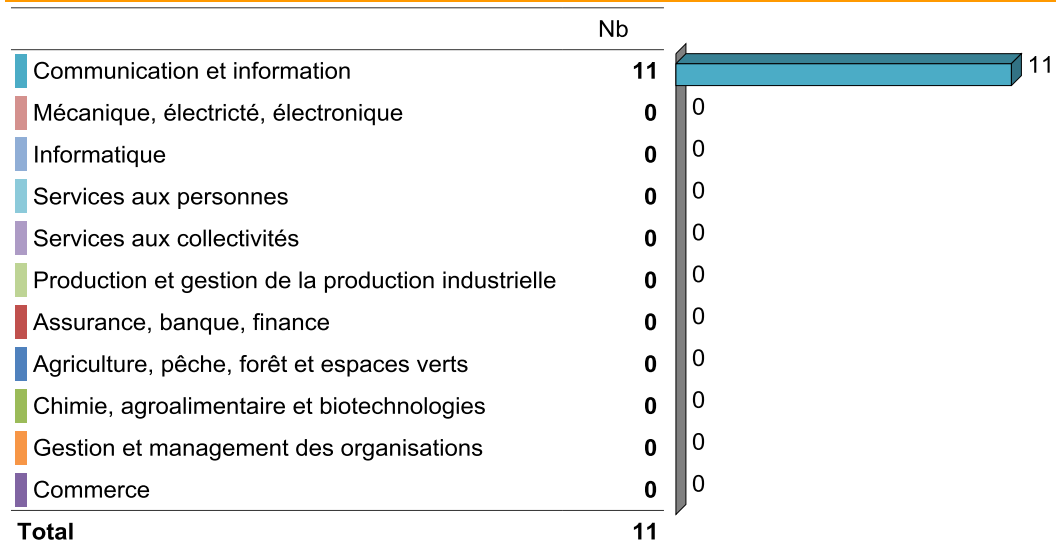 Nb
Communication et information 11 11
Mécanique, électricté, électronique 0 0
Informatique 0 0
Services aux personnes 0 0
Services aux collectivités 0 0
Production et gestion de la production industrielle 0 0
Assurance, banque, finance 0 0
Agriculture, pêche, forêt et espaces verts 0 0
Chimie, agroalimentaire et biotechnologies 0 0
Gestion et management des organisations 0 0
Commerce 0 0
Total 11